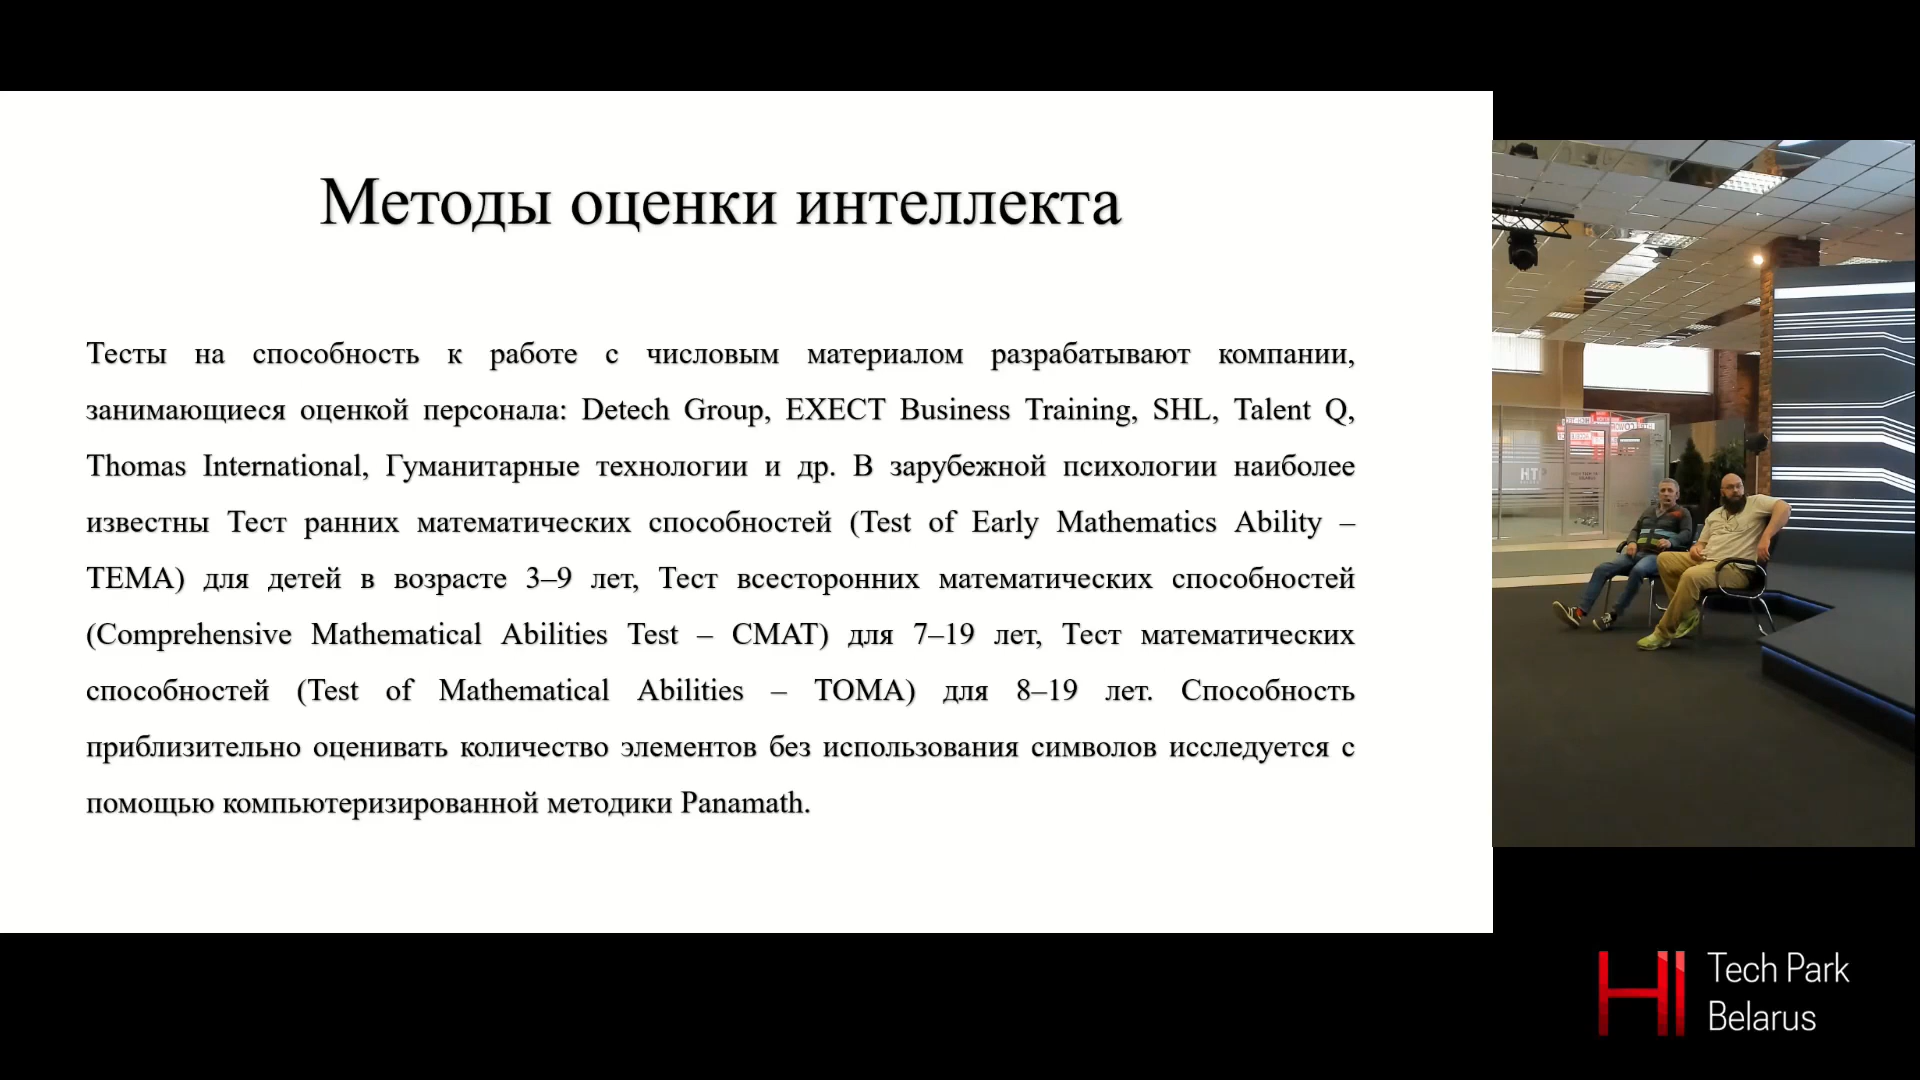 Методы оценки интеллекта
Тесты на способность к работе с числовым материалом разрабатывают компании,
занимающиеся оценкой персонала: Detech Group, EXECT Business Training, SHL, Talent Q,
Thomas International, Гуманитарные технологии и др. В зарубежной психологии наиболее
известны Тест ранних математических способностей (Test of Early Mathematics Ability –
TEMA) для детей в возрасте 3–9 лет, Тест всесторонних математических способностей
(Comprehensive Mathematical Abilities Test – CMAT) для 7–19 лет, Тест математических
способностей (Test of Mathematical Abilities – TOMA) для 8–19 лет. Способность
приблизительно оценивать количество элементов без использования символов исследуется с
помощью компьютеризированной методики Panamath.
HI Tech Park
Belarus